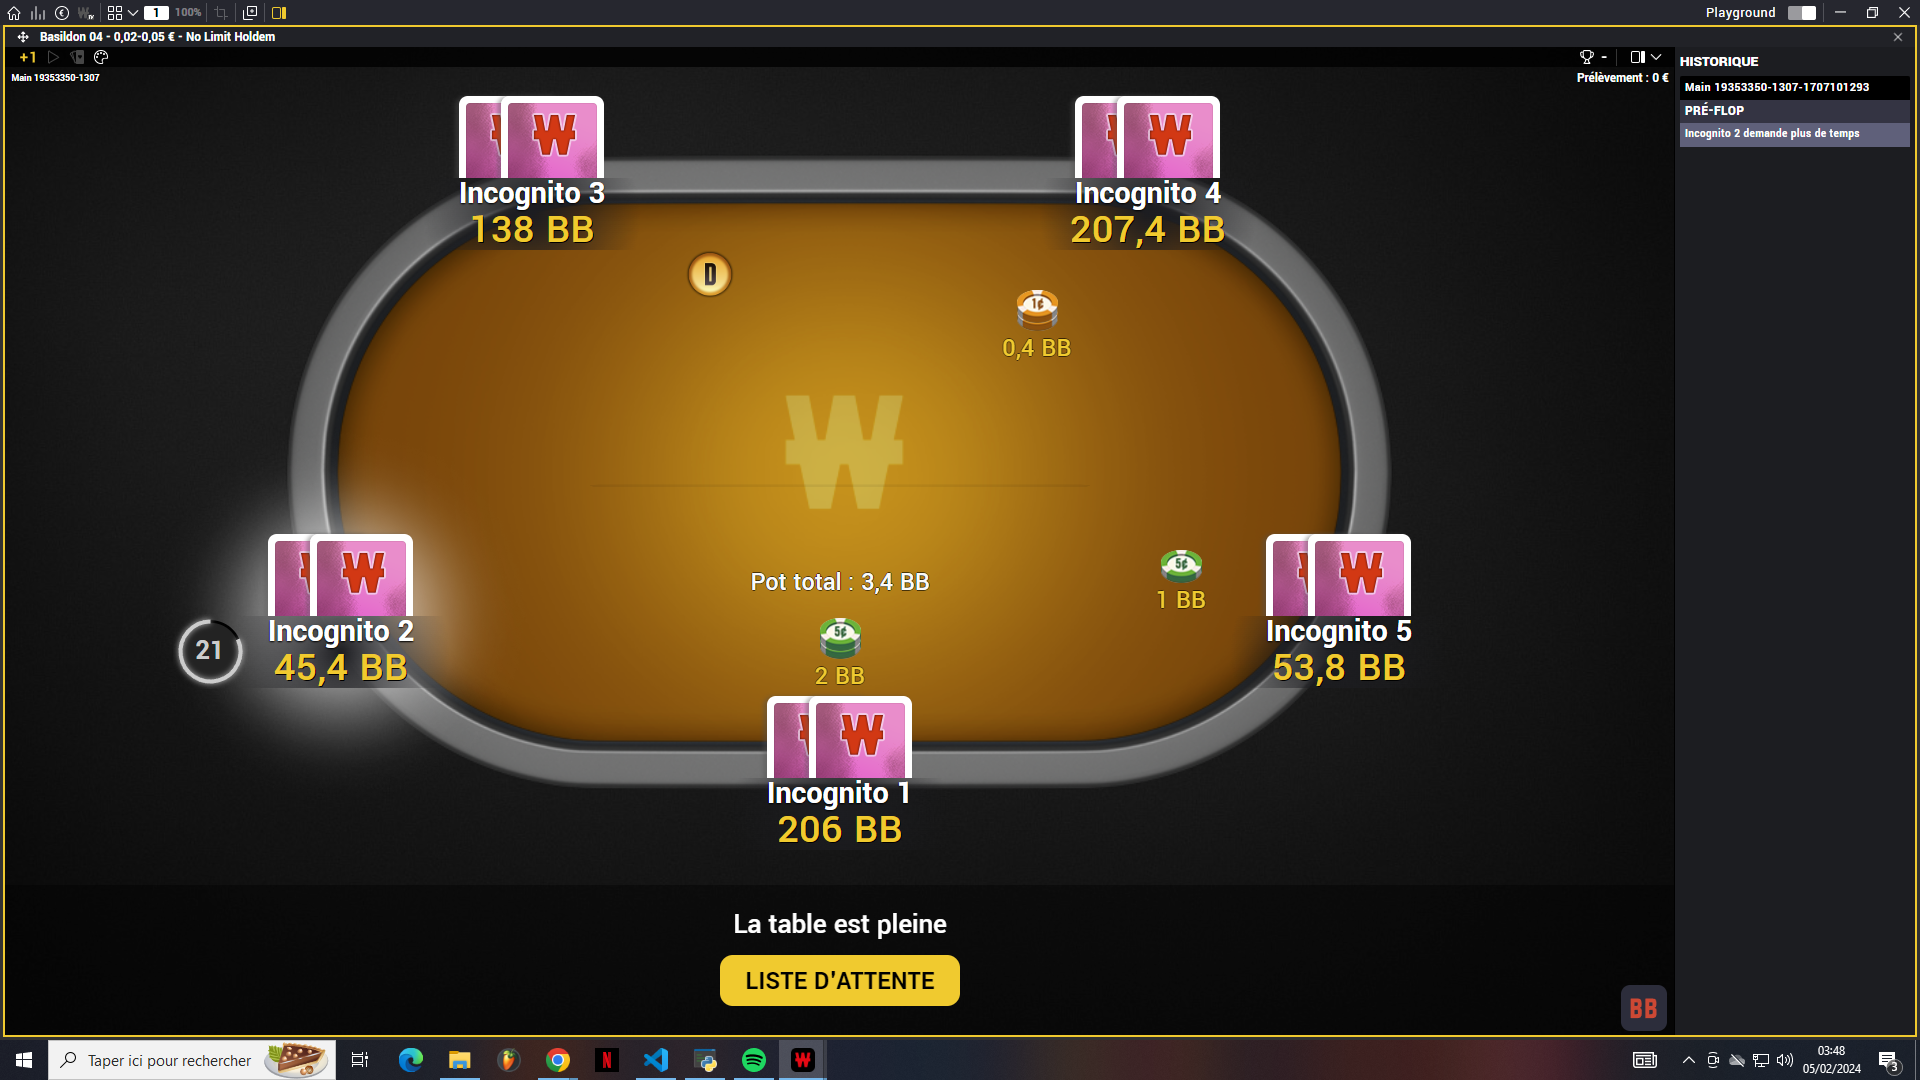 1
100%
Playground
Basildon 04 - 0,02-0,05 € - No Limit Holdem
+1
-
Main 19353350-1307
Prélèvement : 0 €
HISTORIQUE
Main 19353350-1307-1707101293
PRÉ-FLOP
Incognito 2 demande plus de temps
Incognito 3
138 BB
Incognito 4
207,4 BB
D
1¢
0,4 BB
W
Pot total : 3,4 BB
5¢
1 BB
5¢
2 BB
21
Incognito 2
45,4 BB
Incognito 5
53,8 BB
Incognito 1
206 BB
La table est pleine
LISTE D'ATTENTE
BB
Taper ici pour rechercher
N
W
03:48
05/02/2024
3